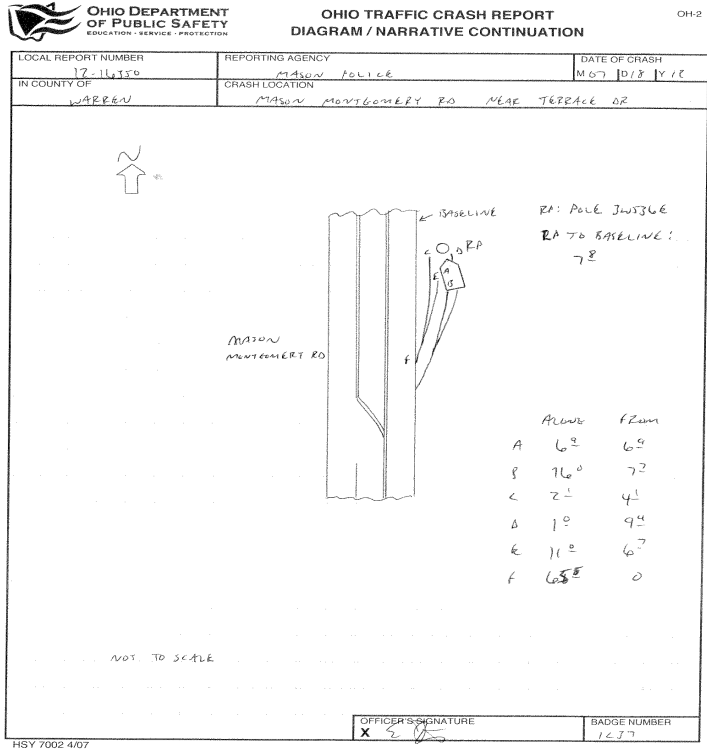 OHIO DEPARTMENT
OF PUBLIC SAFETY
EDUCATION - SERVICE - PROTECTION
OHIO TRAFFIC CRASH REPORT
DIAGRAM / NARRATIVE CONTINUATION
OH-2
LOCAL REPORT NUMBER
12-16350
REPORTING AGENCY
MASON POLICE
DATE OF CRASH
M 07 D 18 Y 12
IN COUNTY OF
WARREN
CRASH LOCATION
MASON MONTGOMERY RD NEAR TERRACE DR
N
BASELINE
RP: POLE
RP TO BASELINE:
7 8
C D RP
E A
B
MASON
MONTGOMERY RD
F
ALONG FROM
A 6 9 6 9
B 16 0 7 7
C 2 1 4 1
D 1 0 9 4
E 11 0 6 7
F 0
NOT TO SCALE
OFFICER'S SIGNATURE
X
BADGE NUMBER
1237
HSY 7002 4/07